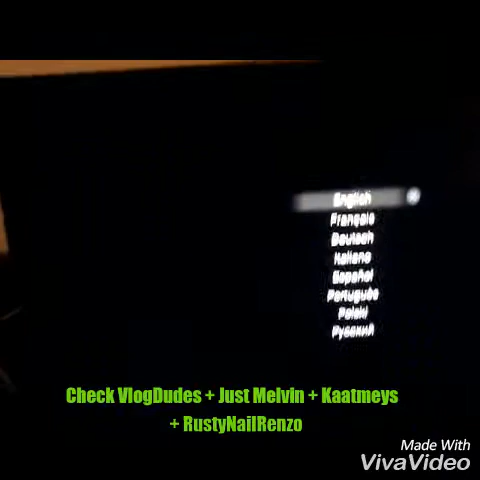 English
Français
Deutsch
Italiano
Español
Português
Polski
Русский
Check VlogDudes + Just Melvin + Kaatmeys
+ RustyNailRenzo
Made With
VivaVideo